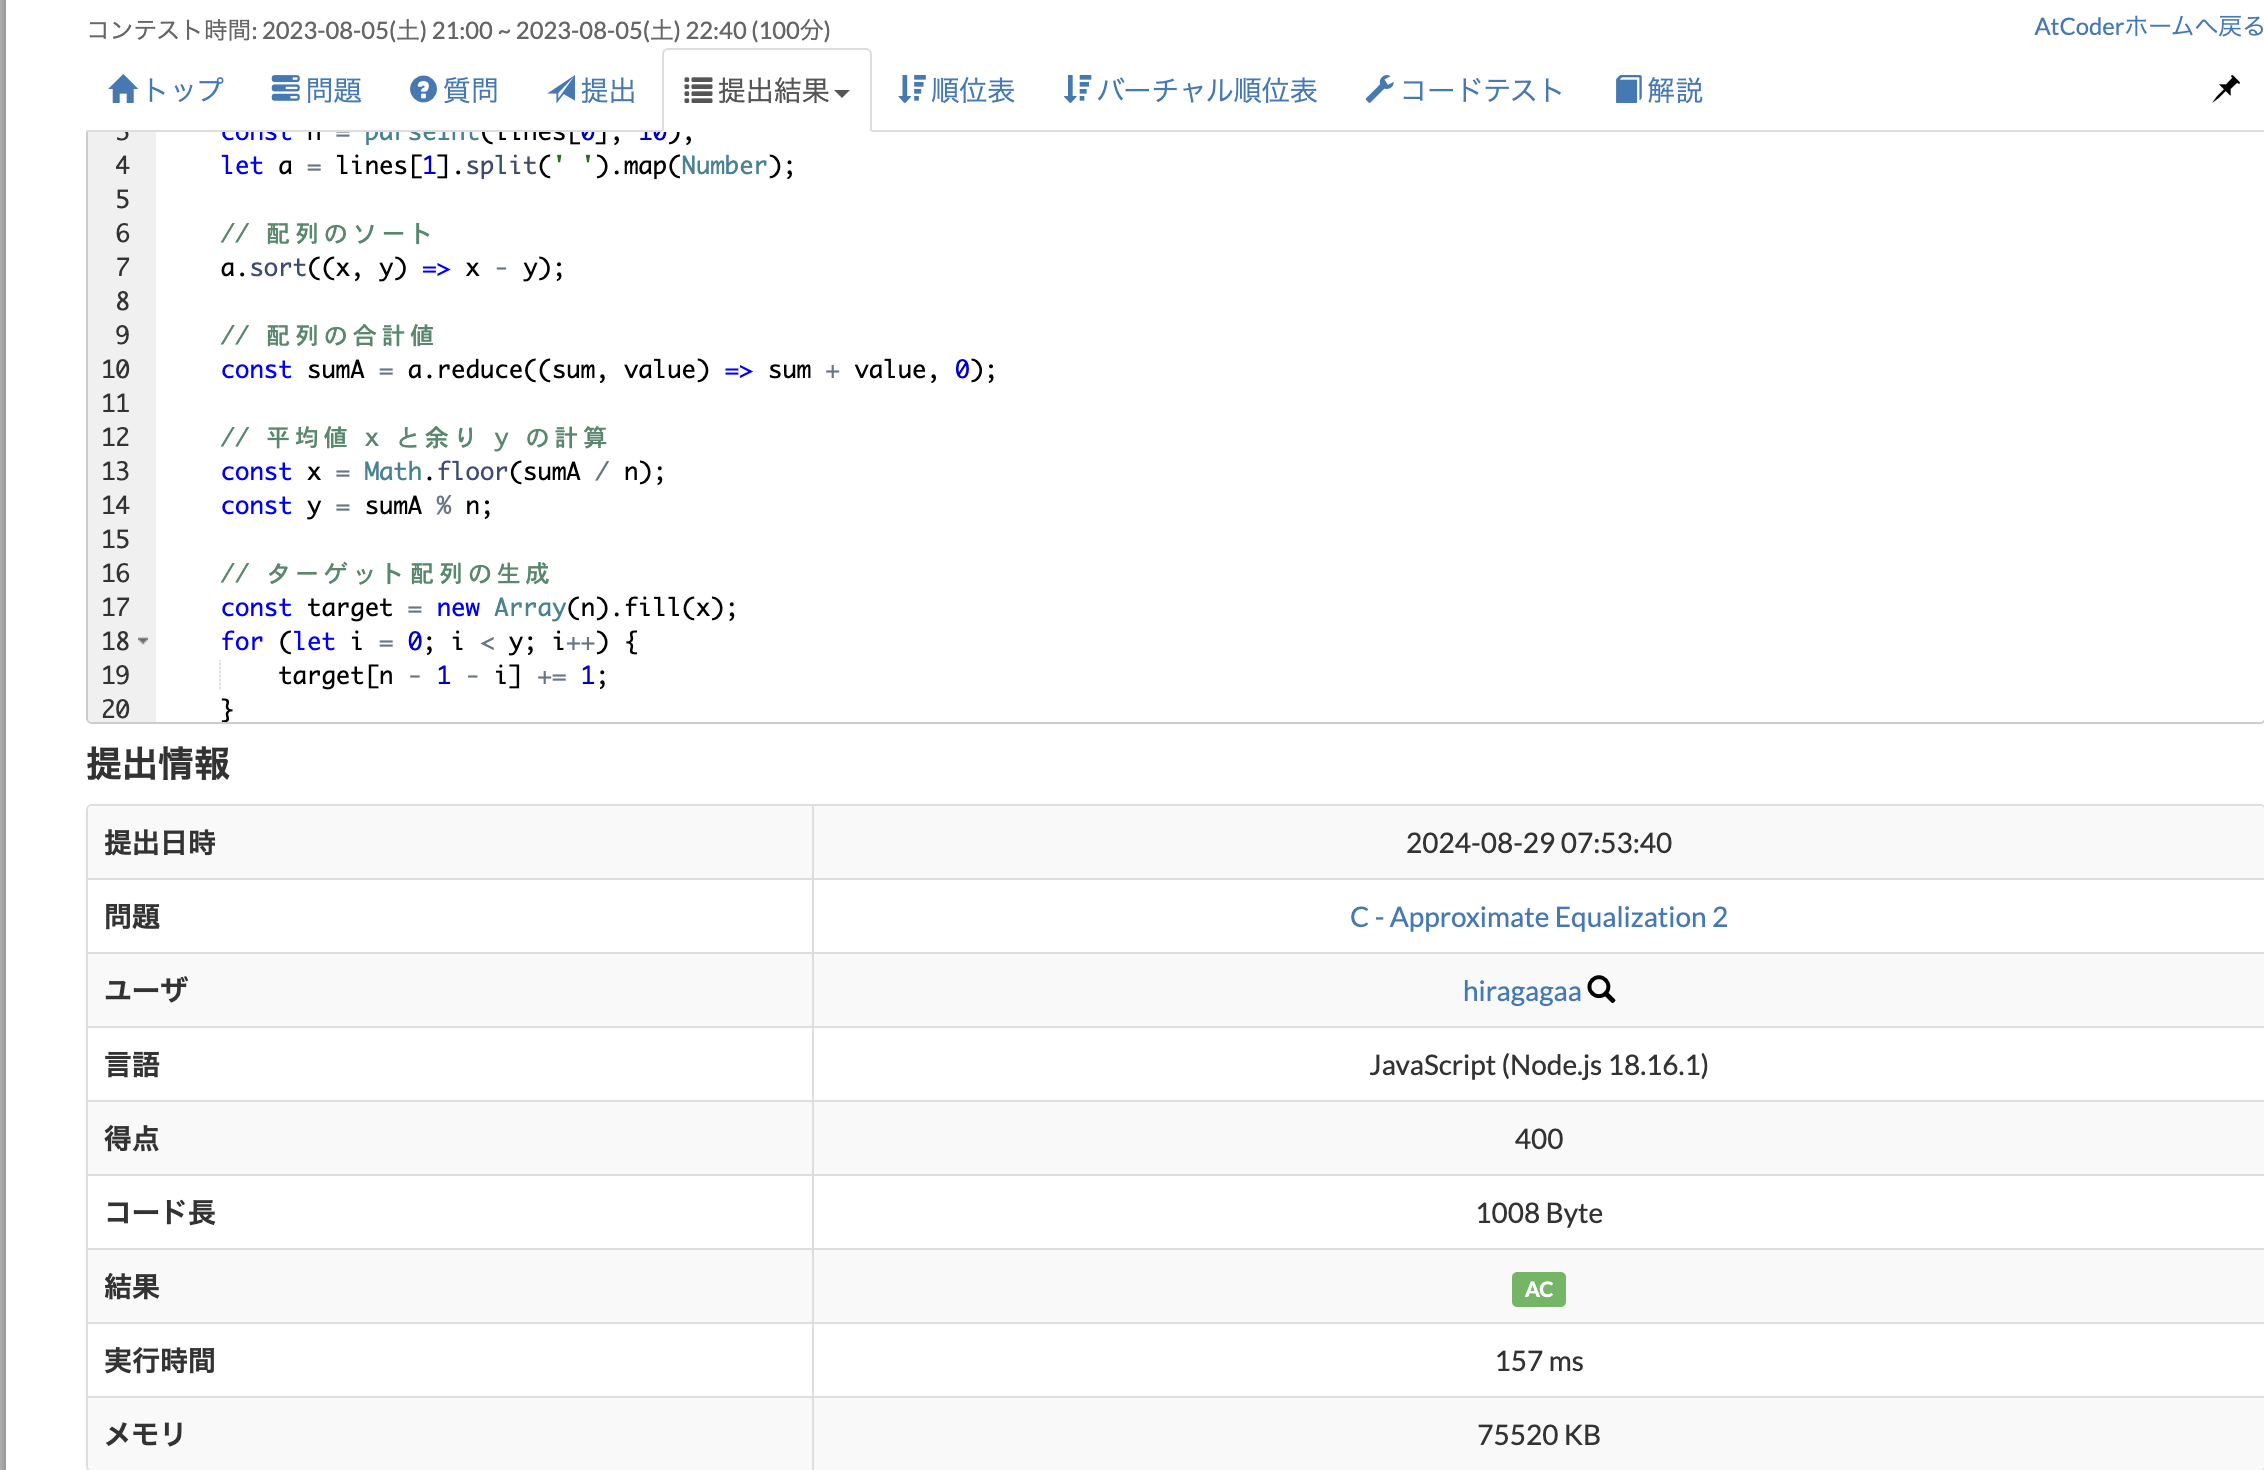 コンテスト時間: 2023-08-05(土) 21:00 ~ 2023-08-05(土) 22:40 (100分)
AtCoderホームへ戻る
トップ 問題 質問 提出 提出結果 順位表 バーチャル順位表 コードテスト 解説
3 const n = parseInt(lines[0], 10);
4 let a = lines[1].split(' ').map(Number);
5
6 // 配列のソート
7 a.sort((x, y) => x - y);
8
9 // 配列の合計値
10 const sumA = a.reduce((sum, value) => sum + value, 0);
11
12 // 平均値 x と余り y の計算
13 const x = Math.floor(sumA / n);
14 const y = sumA % n;
15
16 // ターゲット配列の生成
17 const target = new Array(n).fill(x);
18 for (let i = 0; i < y; i++) {
19 target[n - 1 - i] += 1;
20 }
提出情報
提出日時 2024-08-29 07:53:40
問題 C - Approximate Equalization 2
ユーザ hiragagaa
言語 JavaScript (Node.js 18.16.1)
得点 400
コード長 1008 Byte
結果 AC
実行時間 157 ms
メモリ 75520 KB